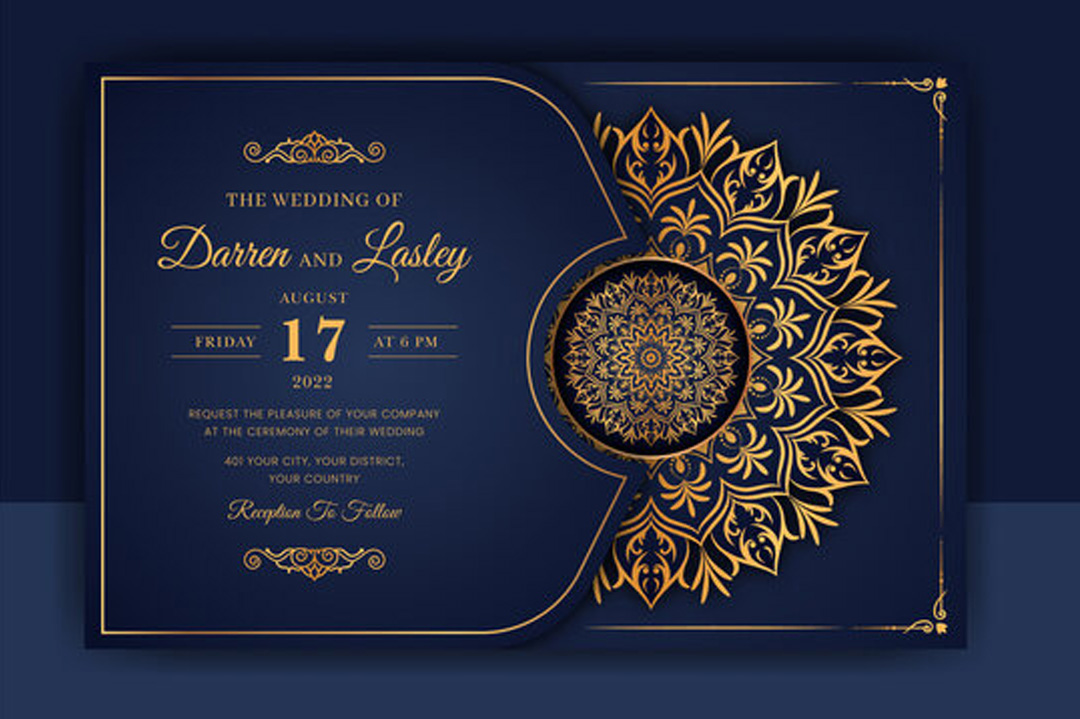 THE WEDDING OF
Darren AND Lasley
AUGUST
FRIDAY 17 AT 6 PM
2022
REQUEST THE PLEASURE OF YOUR COMPANY
AT THE CEREMONY OF THEIR WEDDING
401 YOUR CITY, YOUR DISTRICT,
YOUR COUNTRY
Reception To Follow